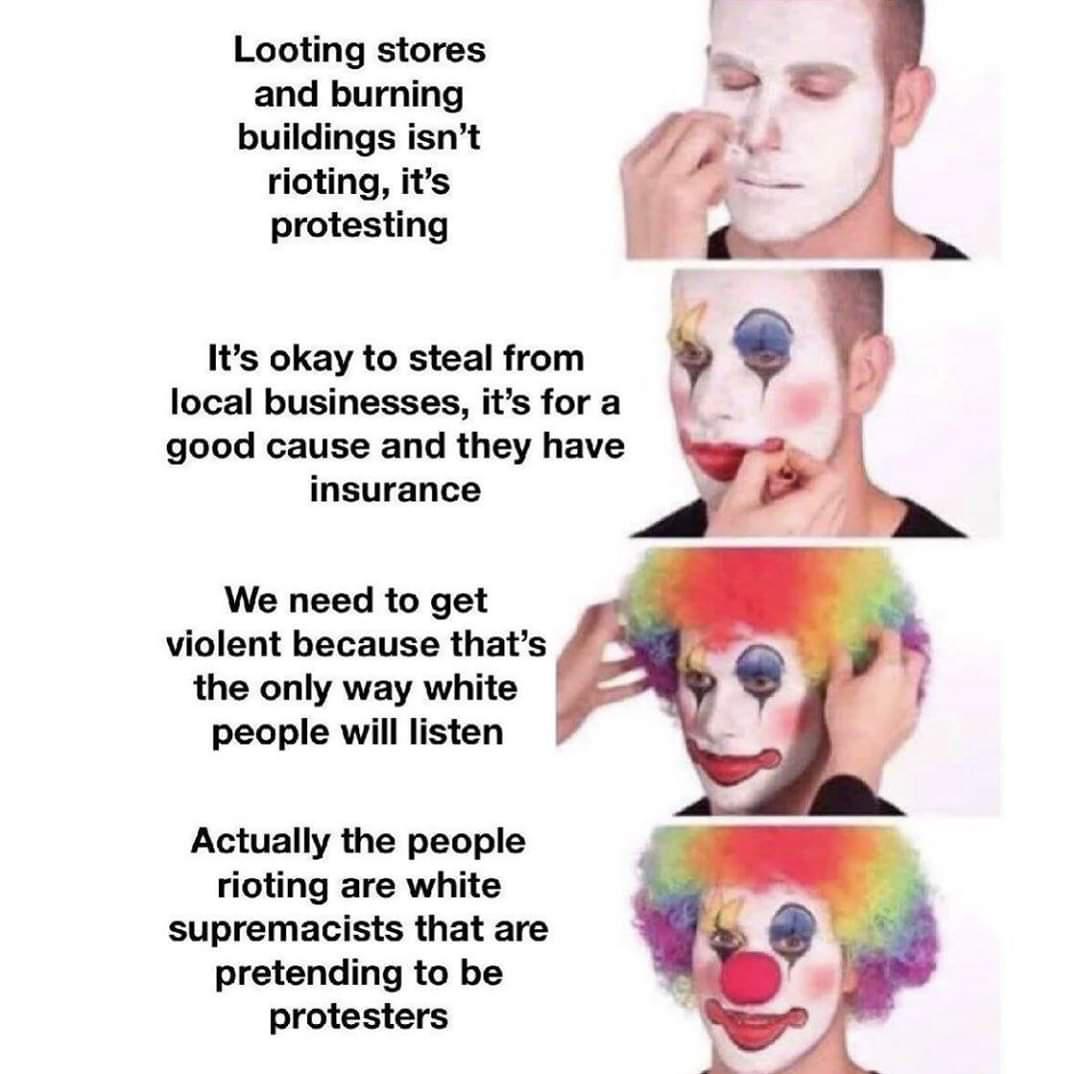 Looting stores
and burning
buildings isn’t
rioting, it’s
protesting
It’s okay to steal from
local businesses, it’s for a
good cause and they have
insurance
We need to get
violent because that’s
the only way white
people will listen
Actually the people
rioting are white
supremacists that are
pretending to be
protesters